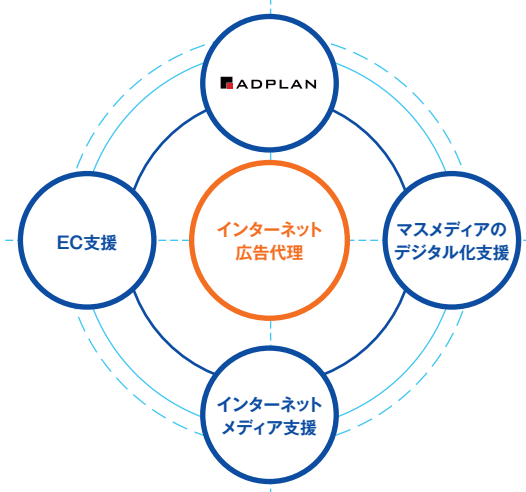 ADPLAN
EC支援
インターネット
広告代理
マスメディアの
デジタル化支援
インターネット
メディア支援